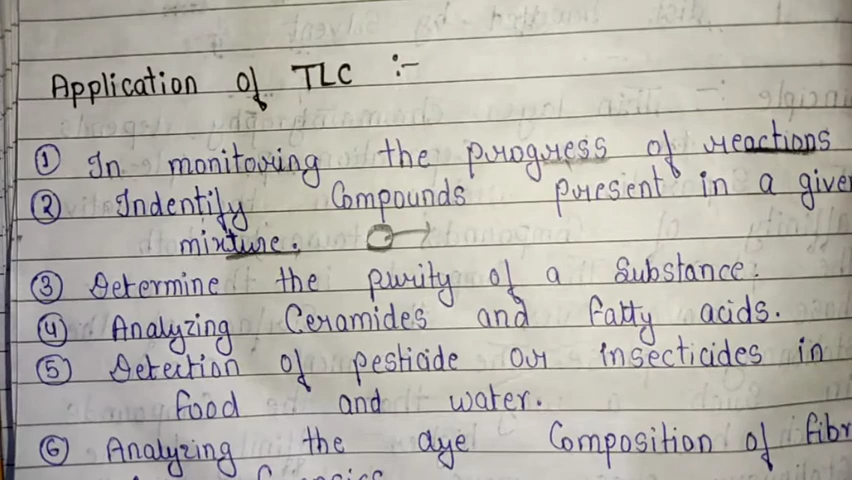 Application of TLC :-
① In monitoring the progress of reactions
② Indentify Compounds present in a given
mixture.
③ Determine the purity of a Substance.
④ Analyzing Ceramides and fatty acids.
⑤ Detection of pesticide or insecticides in
food and water.
⑥ Analyzing the dye Composition of fibr